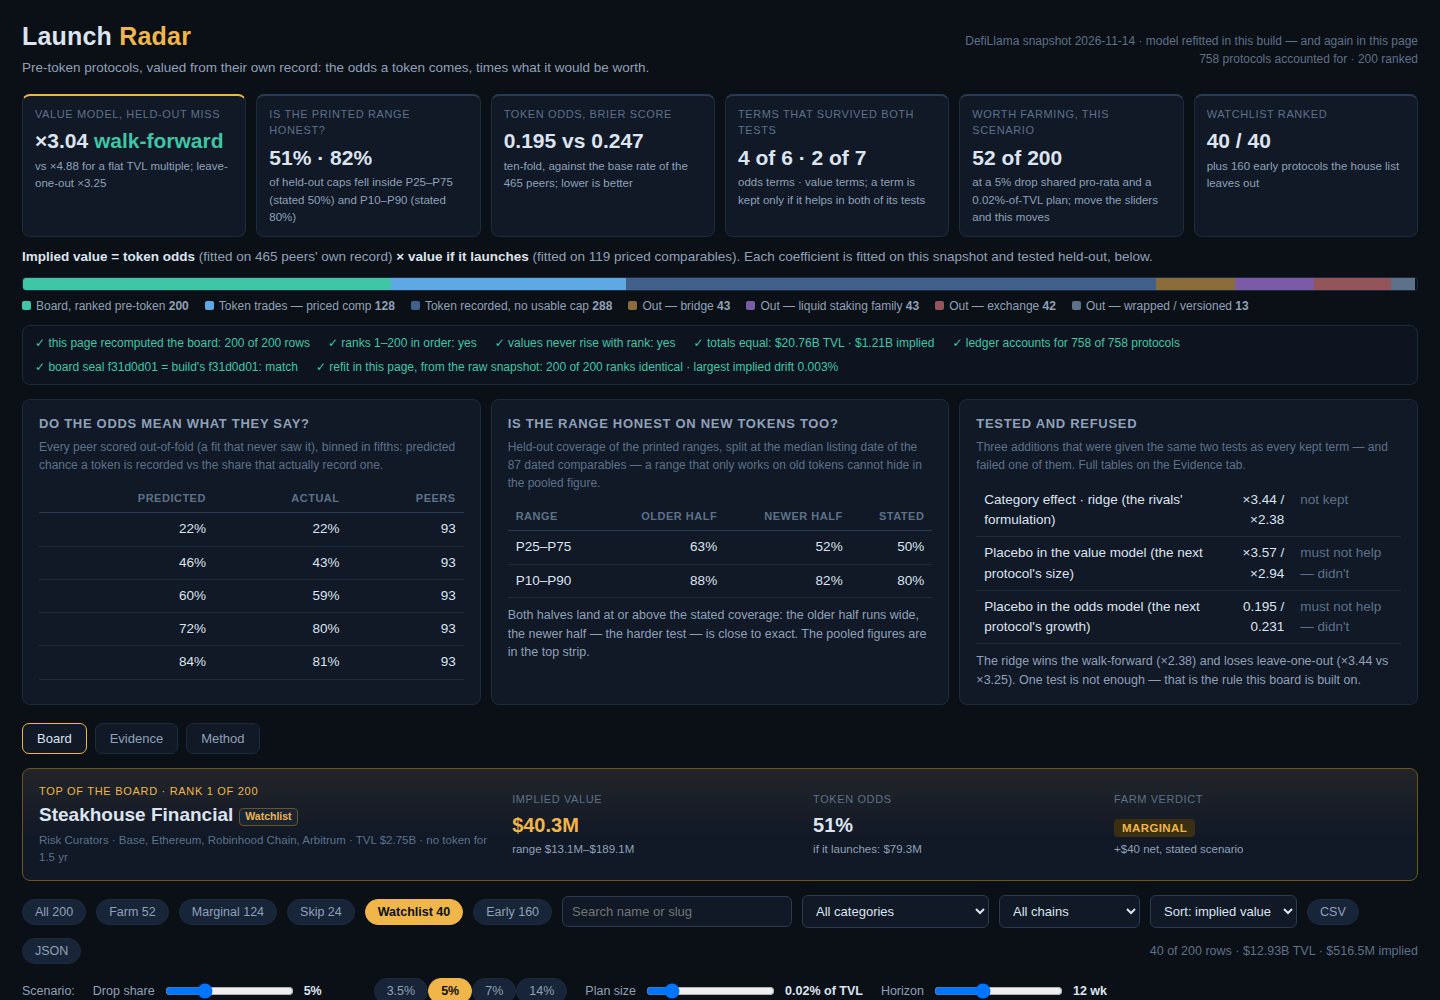 Launch Radar
DefiLlama snapshot 2026-11-14 · model refitted in this build — and again in this page
Pre-token protocols, valued from their own record: the odds a token comes, times what it would be worth.
758 protocols accounted for · 200 ranked
VALUE MODEL, HELD-OUT MISS
×3.04 walk-forward
vs ×4.88 for a flat TVL multiple; leave-
one-out ×3.25
IS THE PRINTED RANGE
HONEST?
51% · 82%
of held-out caps fell inside P25–P75
(stated 50%) and P10–P90 (stated
80%)
TOKEN ODDS, BRIER SCORE
0.195 vs 0.247
ten-fold, against the base rate of the
465 peers; lower is better
TERMS THAT SURVIVED BOTH
TESTS
4 of 6 · 2 of 7
odds terms · value terms; a term is
kept only if it helps in both of its tests
WORTH FARMING, THIS
SCENARIO
52 of 200
at a 5% drop shared pro-rata and a
0.02%-of-TVL plan; move the sliders
and this moves
WATCHLIST RANKED
40 / 40
plus 160 early protocols the house list
leaves out
Implied value = token odds (fitted on 465 peers' own record) × value if it launches (fitted on 119 priced comparables). Each coefficient is fitted on this snapshot and tested held-out, below.
Board, ranked pre-token 200
Token trades — priced comp 128
Token recorded, no usable cap 288
Out — bridge 43
Out — liquid staking family 43
Out — exchange 42
Out — wrapped / versioned 13
✓ this page recomputed the board: 200 of 200 rows
✓ ranks 1–200 in order: yes
✓ values never rise with rank: yes
✓ totals equal: $20.76B TVL · $1.21B implied
✓ ledger accounts for 758 of 758 protocols
✓ board seal f31d0d01 = build's f31d0d01: match
✓ refit in this page, from the raw snapshot: 200 of 200 ranks identical · largest implied drift 0.003%
DO THE ODDS MEAN WHAT THEY SAY?
Every peer scored out-of-fold (a fit that never saw it), binned in fifths: predicted
chance a token is recorded vs the share that actually record one.
PREDICTED ACTUAL PEERS
22% 22% 93
46% 43% 93
60% 59% 93
72% 80% 93
84% 81% 93
IS THE RANGE HONEST ON NEW TOKENS TOO?
Held-out coverage of the printed ranges, split at the median listing date of the
87 dated comparables — a range that only works on old tokens cannot hide in
the pooled figure.
RANGE OLDER HALF NEWER HALF STATED
P25–P75 63% 52% 50%
P10–P90 88% 82% 80%
Both halves land at or above the stated coverage: the older half runs wide,
the newer half — the harder test — is close to exact. The pooled figures are
in the top strip.
TESTED AND REFUSED
Three additions that were given the same two tests as every kept term — and
failed one of them. Full tables on the Evidence tab.
Category effect · ridge (the rivals' ×3.44 / not kept
formulation) ×2.38
Placebo in the value model (the next ×3.57 / must not help
protocol's size) ×2.94 — didn't
Placebo in the odds model (the next 0.195 / must not help
protocol's growth) 0.231 — didn't
The ridge wins the walk-forward (×2.38) and loses leave-one-out (×3.44 vs
×3.25). One test is not enough — that is the rule this board is built on.
Board
Evidence
Method
TOP OF THE BOARD · RANK 1 OF 200
Steakhouse Financial Watchlist
Risk Curators · Base, Ethereum, Robinhood Chain, Arbitrum · TVL $2.75B · no token for
1.5 yr
IMPLIED VALUE
$40.3M
range $13.1M–$189.1M
TOKEN ODDS
51%
if it launches: $79.3M
FARM VERDICT
MARGINAL
+$40 net, stated scenario
All 200
Farm 52
Marginal 124
Skip 24
Watchlist 40
Early 160
Search name or slug
All categories
All chains
Sort: implied value
CSV
JSON
40 of 200 rows · $12.93B TVL · $516.5M implied
Scenario: Drop share 5% 3.5% 5% 7% 14% Plan size 0.02% of TVL Horizon 12 wk